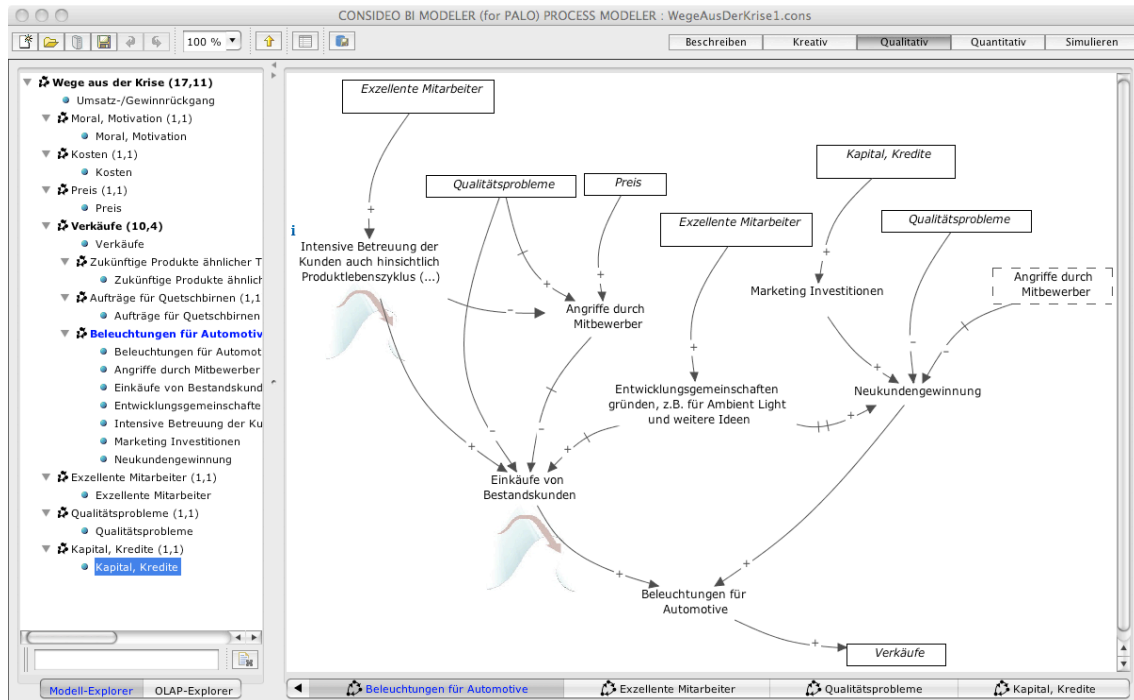 CONSIDEO BI MODELER (for PALO) PROCESS MODELER : WegeAusDerKrise1.cons
100 %
Beschreiben
Kreativ
Qualitativ
Quantitativ
Simulieren
Wege aus der Krise (17,11)
Umsatz-/Gewinnrückgang
Moral, Motivation (1,1)
Moral, Motivation
Kosten (1,1)
Kosten
Preis (1,1)
Preis
Verkäufe (10,4)
Verkäufe
Zukünftige Produkte ähnlicher T
Zukünftige Produkte ähnlich
Aufträge für Quetschbirnen (1,1
Aufträge für Quetschbirnen
Beleuchtungen für Automotive
Beleuchtungen für Automot
Angriffe durch Mitbewerber
Einkäufe von Bestandskund
Entwicklungsgemeinschafte
Intensive Betreuung der Ku
Marketing Investitionen
Neukundengewinnung
Exzellente Mitarbeiter (1,1)
Exzellente Mitarbeiter
Qualitätsprobleme (1,1)
Qualitätsprobleme
Kapital, Kredite (1,1)
Kapital, Kredite
Modell-Explorer
OLAP-Explorer
Exzellente Mitarbeiter
Kapital, Kredite
Qualitätsprobleme
Preis
Exzellente Mitarbeiter
Qualitätsprobleme
i
Intensive Betreuung der
Kunden auch hinsichtlich
Produktlebenszyklus (...)
Angriffe durch
Mitbewerber
Marketing Investitionen
Angriffe durch
Mitbewerber
Entwicklungsgemeinschaften
gründen, z.B. für Ambient Light
und weitere Ideen
Neukundengewinnung
Einkäufe von
Bestandskunden
Beleuchtungen für
Automotive
Verkäufe
Beleuchtungen für Automotive
Exzellente Mitarbeiter
Qualitätsprobleme
Kapital, Kredite